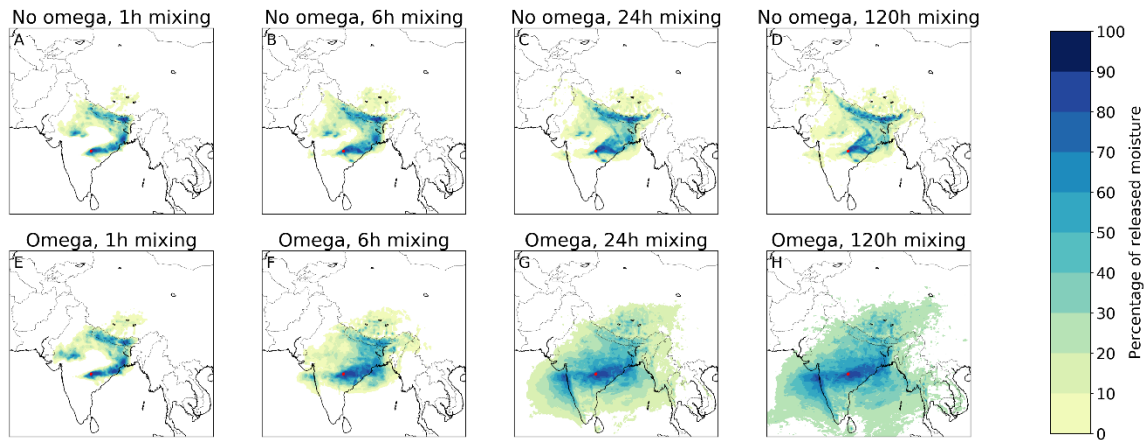 No omega, 1h mixing
No omega, 6h mixing
No omega, 24h mixing
No omega, 120h mixing
A
B
C
D
Omega, 1h mixing
Omega, 6h mixing
Omega, 24h mixing
Omega, 120h mixing
E
F
G
H
100
90
80
70
60
50
40
30
20
10
0
Percentage of released moisture